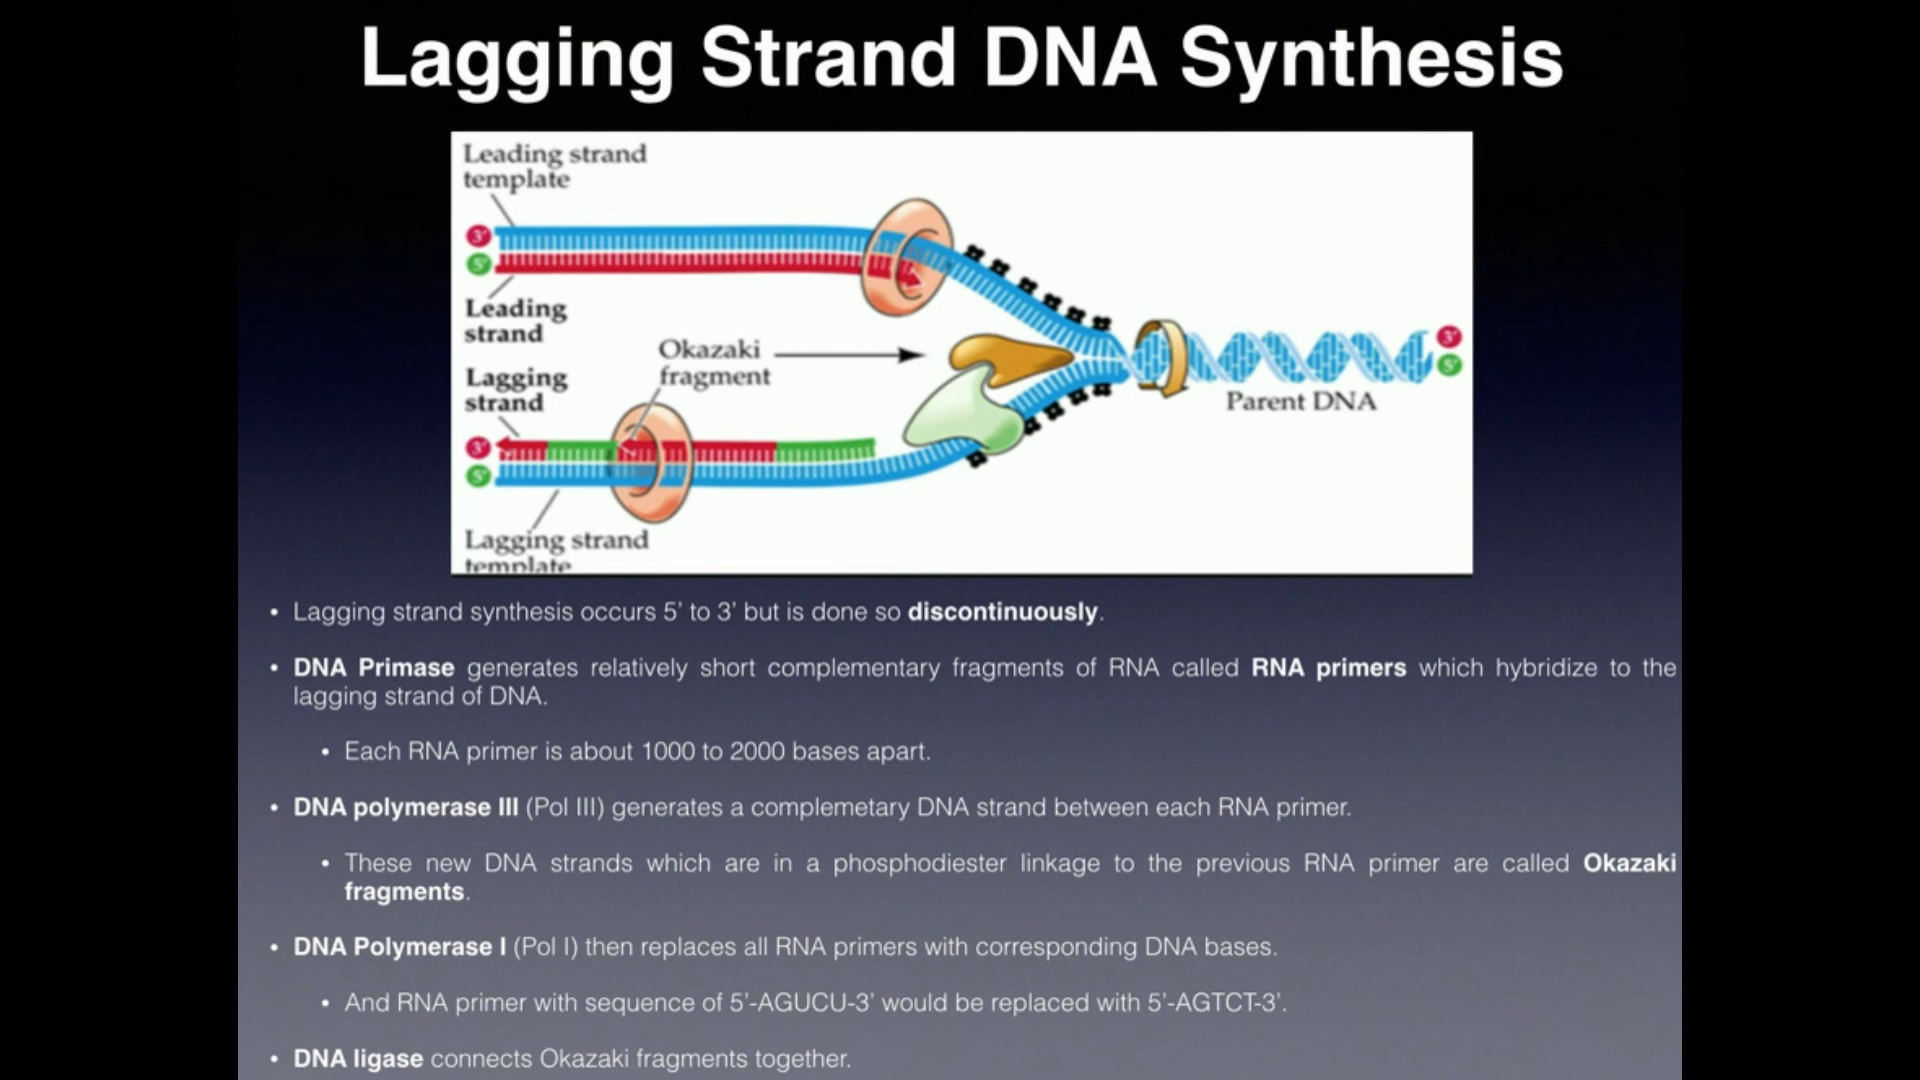 Lagging Strand DNA Synthesis
Leading strand
template
3'
5'
Leading
strand
Okazaki
fragment
Lagging
strand
3'
5'
Parent DNA
3'
5'
Lagging strand
template
• Lagging strand synthesis occurs 5’ to 3’ but is done so discontinuously.
• DNA Primase generates relatively short complementary fragments of RNA called RNA primers which hybridize to the
lagging strand of DNA.
• Each RNA primer is about 1000 to 2000 bases apart.
• DNA polymerase III (Pol III) generates a complemetary DNA strand between each RNA primer.
• These new DNA strands which are in a phosphodiester linkage to the previous RNA primer are called Okazaki
fragments.
• DNA Polymerase I (Pol I) then replaces all RNA primers with corresponding DNA bases.
• And RNA primer with sequence of 5’-AGUCU-3’ would be replaced with 5’-AGTCT-3’.
• DNA ligase connects Okazaki fragments together.